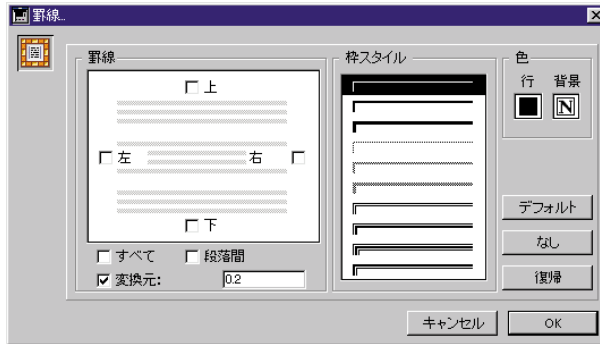 罫線..
罫線
上
左
右
下
すべて
段落間
変換元:
0.2
枠スタイル
色
行 背景
N
デフォルト
なし
復帰
キャンセル
OK